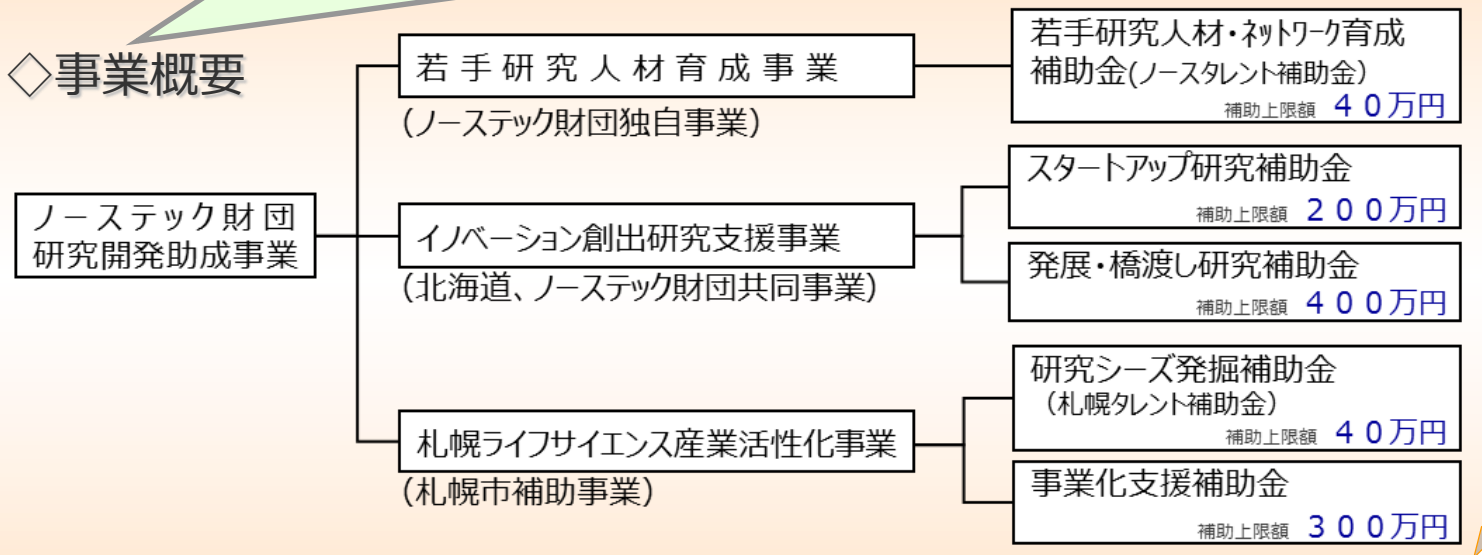 ◇事業概要
ノーステック財団
研究開発助成事業
若手研究人材育成事業
(ノーステック財団独自事業)
若手研究人材・ネットワーク育成
補助金(ノースタレント補助金)
補助上限額 40万円
イノベーション創出研究支援事業
(北海道、ノーステック財団共同事業)
スタートアップ研究補助金
補助上限額 200万円
発展・橋渡し研究補助金
補助上限額 400万円
札幌ライフサイエンス産業活性化事業
(札幌市補助事業)
研究シーズ発掘補助金
(札幌タレント補助金)
補助上限額 40万円
事業化支援補助金
補助上限額 300万円